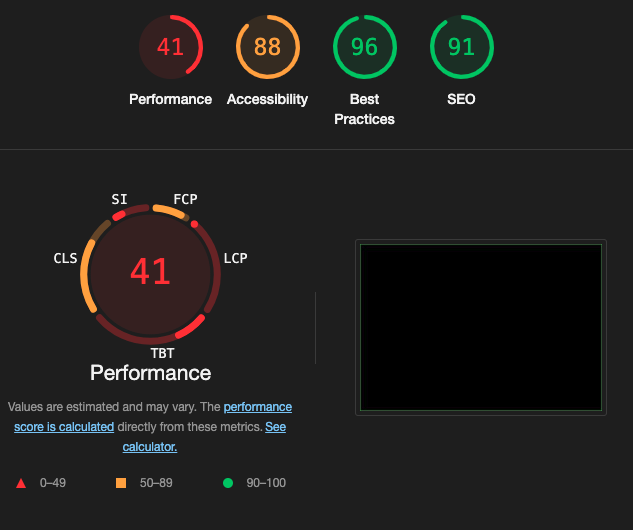 41 88 96 91
Performance Accessibility Best Practices SEO
SI FCP
CLS LCP
41
TBT
Performance
Values are estimated and may vary. The performance
score is calculated directly from these metrics. See
calculator.
0–49 50–89 90–100